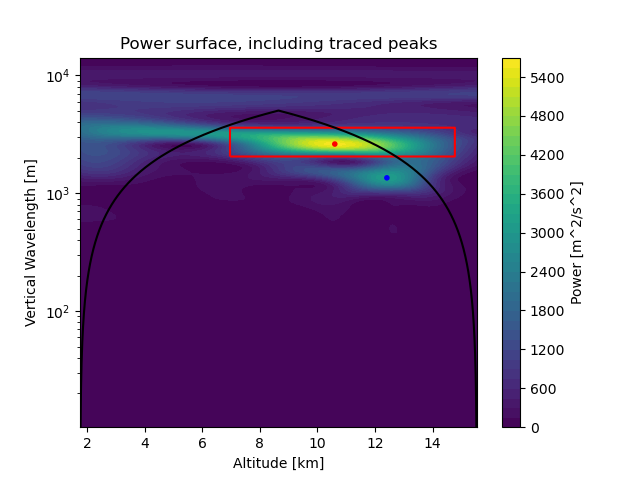 Power surface, including traced peaks
Vertical Wavelength [m]
10^4
10^3
10^2
2 4 6 8 10 12 14
Altitude [km]
5400
4800
4200
3600
3000
2400
1800
1200
600
0
Power [m^2/s^2]